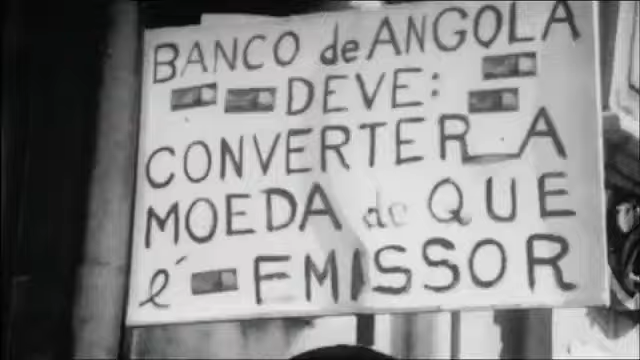 BANCO de ANGOLA
DEVE:
CONVERTER A
MOEDA de QUE
é EMISSOR